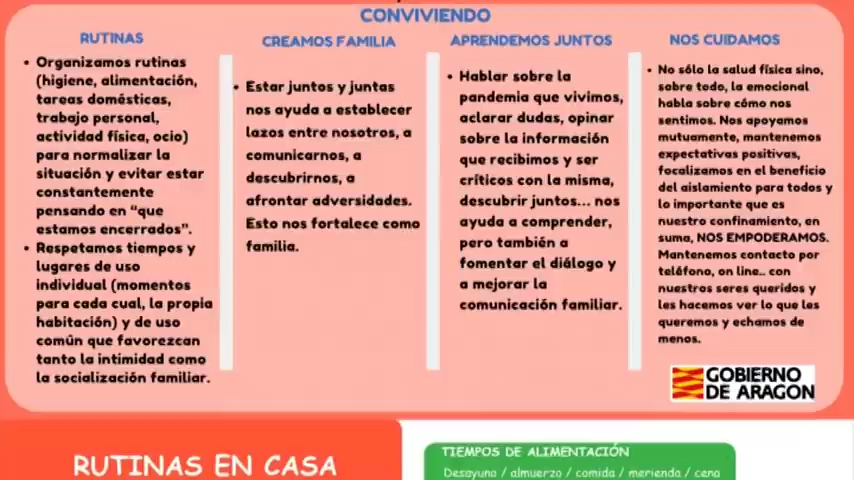 CONVIVIENDO
RUTINAS
• Organizamos rutinas
(higiene, alimentación,
tareas domésticas,
trabajo personal,
actividad física, ocio)
para normalizar la
situación y evitar estar
constantemente
pensando en “que
estamos encerrados”.
• Respetamos tiempos y
lugares de uso
individual (momentos
para cada cual, la propia
habitación) y de uso
común que favorezcan
tanto la intimidad como
la socialización familiar.
CREAMOS FAMILIA
• Estar juntos y juntas
nos ayuda a establecer
lazos entre nosotros, a
comunicarnos, a
descubrirnos, a
afrontar adversidades.
Esto nos fortalece como
familia.
APRENDEMOS JUNTOS
• Hablar sobre la
pandemia que vivimos,
aclarar dudas, opinar
sobre la información
que recibimos y ser
críticos con la misma,
descubrir juntos... nos
ayuda a comprender,
pero también a
fomentar el diálogo y
a mejorar la
comunicación familiar.
NOS CUIDAMOS
• No sólo la salud física sino,
sobre todo, la emocional
habla sobre cómo nos
sentimos. Nos apoyamos
mutuamente, mantenemos
expectativas positivas,
focalizamos en el beneficio
del aislamiento para todos y
lo importante que es
nuestro confinamiento, en
suma, NOS EMPODERAMOS.
Mantenemos contacto por
teléfono, on line.. con
nuestros seres queridos y
les hacemos ver lo que les
queremos y echamos de
menos.
GOBIERNO
DE ARAGON
RUTINAS EN CASA
TIEMPOS DE ALIMENTACIÓN
Desayuno / almuerzo / comida / merienda / cena